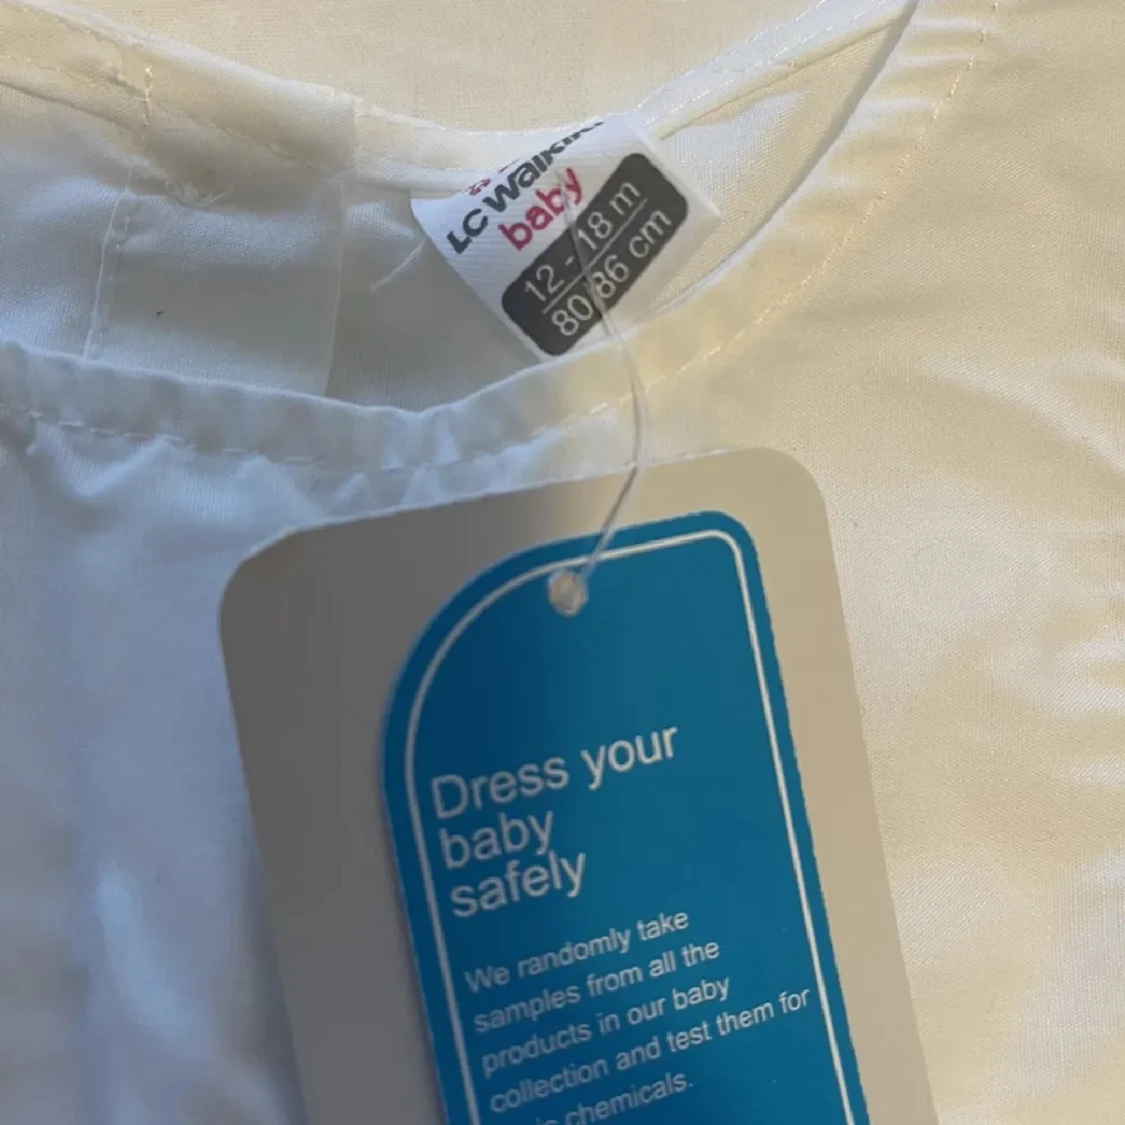 LC Waikiki
baby
12 - 18 m
80/86 cm
Dress your
baby
safely
We randomly take
samples from all the
products in our baby
collection and test them for
chemicals.